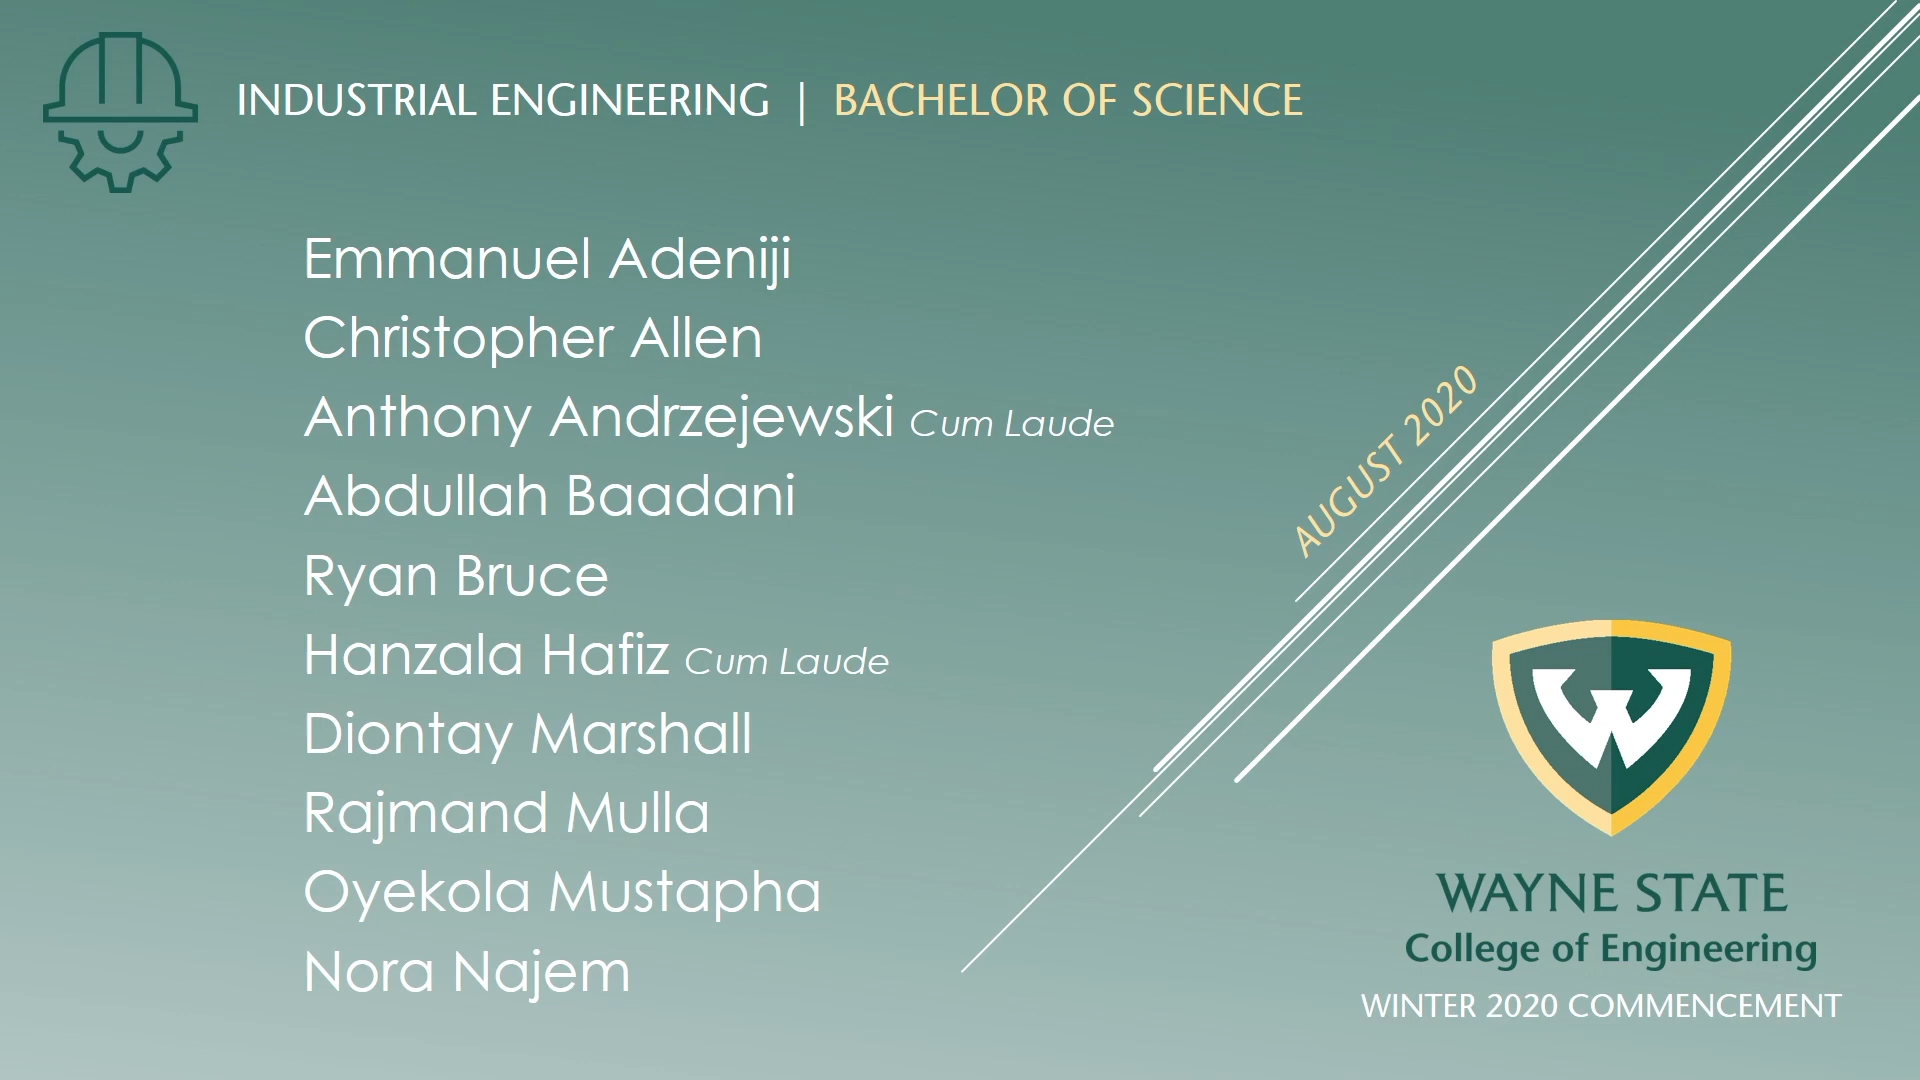 INDUSTRIAL ENGINEERING | BACHELOR OF SCIENCE
Emmanuel Adeniji
Christopher Allen
Anthony Andrzejewski Cum Laude
Abdullah Baadani
Ryan Bruce
Hanzala Hafiz Cum Laude
Diontay Marshall
Rajmand Mulla
Oyekola Mustapha
Nora Najem
AUGUST 2020
W
WAYNE STATE
College of Engineering
WINTER 2020 COMMENCEMENT